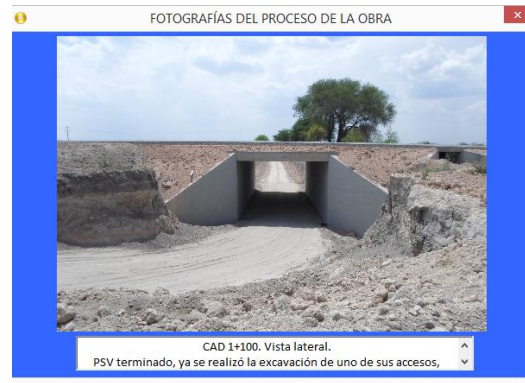 FOTOGRAFÍAS DEL PROCESO DE LA OBRA
CAD 1+100. Vista lateral.
PSV terminado, ya se realizó la excavación de uno de sus accesos,